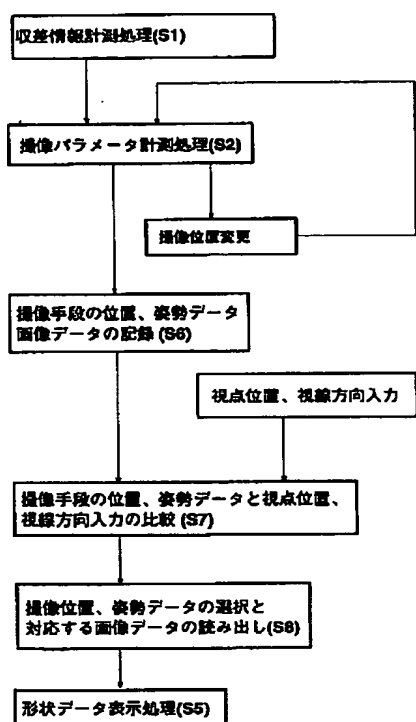 収差情報計測処理(S1)
撮像パラメータ計測処理(S2)
撮像位置変更
撮像手段の位置、姿勢データ
画像データの記録 (S6)
視点位置、視線方向入力
撮像手段の位置、姿勢データと視点位置、
視線方向入力の比較 (S7)
撮像位置、姿勢データの選択と
対応する画像データの読み出し(S8)
形状データ表示処理(S5)